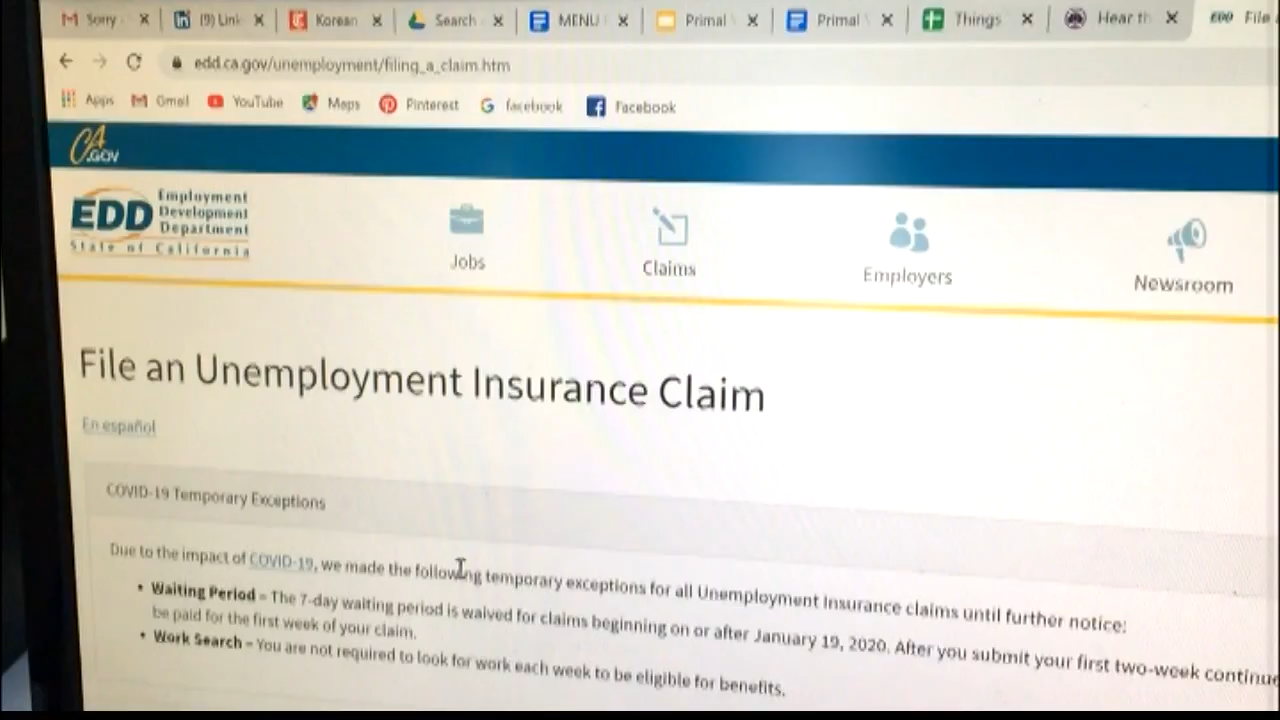 Sorry (9) Link Korean Search MENU Primal Primal Things Hear th EDD File
edd.ca.gov/unemployment/filing_a_claim.htm
Apps Gmail YouTube Maps Pinterest facebook Facebook
CA.GOV
EDD Employment
Development
Department
State of California
Jobs Claims Employers Newsroom
File an Unemployment Insurance Claim
En español
COVID-19 Temporary Exceptions
Due to the impact of COVID-19, we made the following temporary exceptions for all Unemployment Insurance claims until further notice:
• Waiting Period – The 7-day waiting period is waived for claims beginning on or after January 19, 2020. After you submit your first two-week continue
be paid for the first week of your claim.
• Work Search – You are not required to look for work each week to be eligible for benefits.